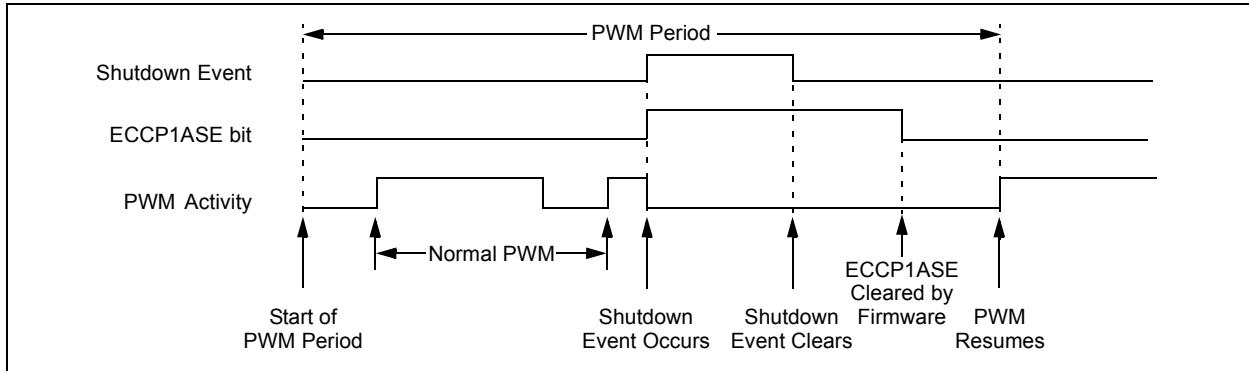 PWM Period
Shutdown Event
ECCP1ASE bit
PWM Activity
Normal PWM
Start of
PWM Period
Shutdown
Event Occurs
Shutdown
Event Clears
ECCP1ASE
Cleared by
Firmware
PWM
Resumes